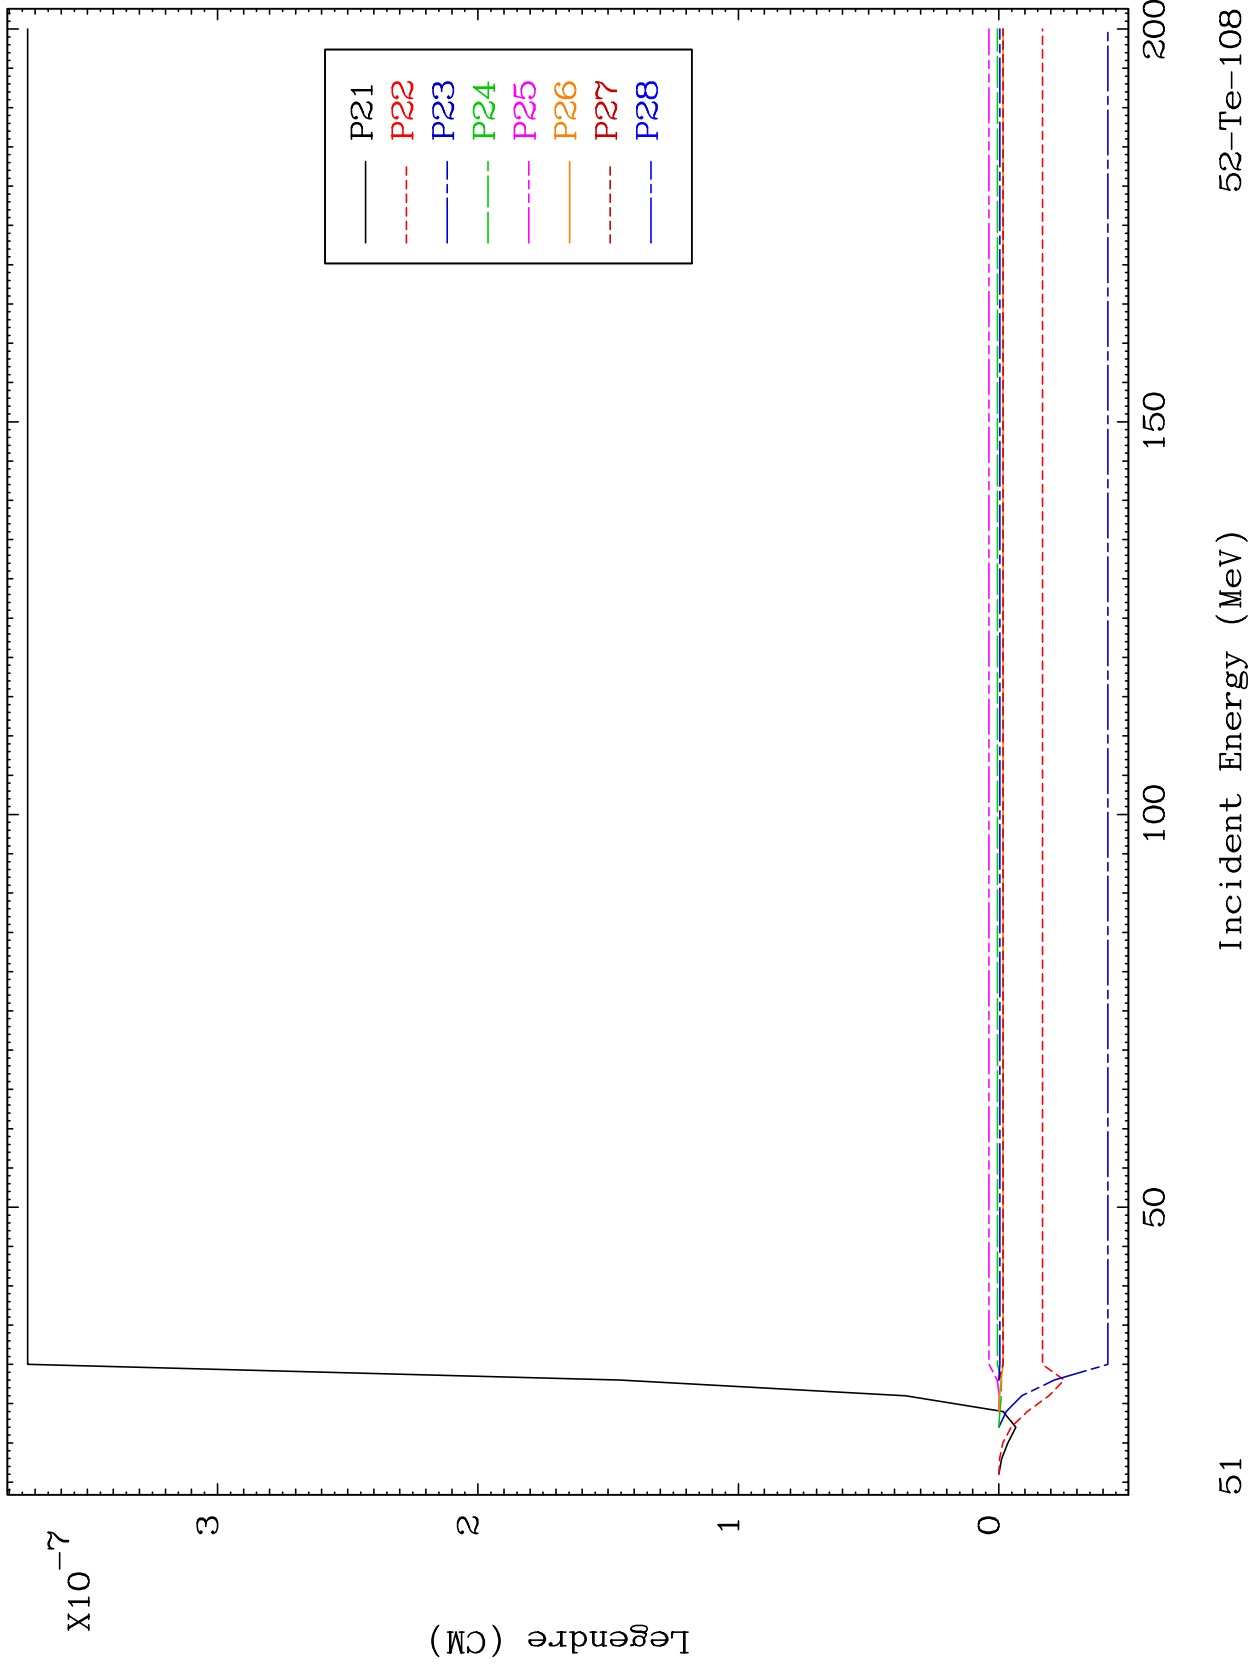 X10-7
Legendre (CM)
3
2
1
0
P21
P22
P23
P24
P25
P26
P27
P28
50
100
150
200
Incident Energy (MeV)
51
52-Te-108